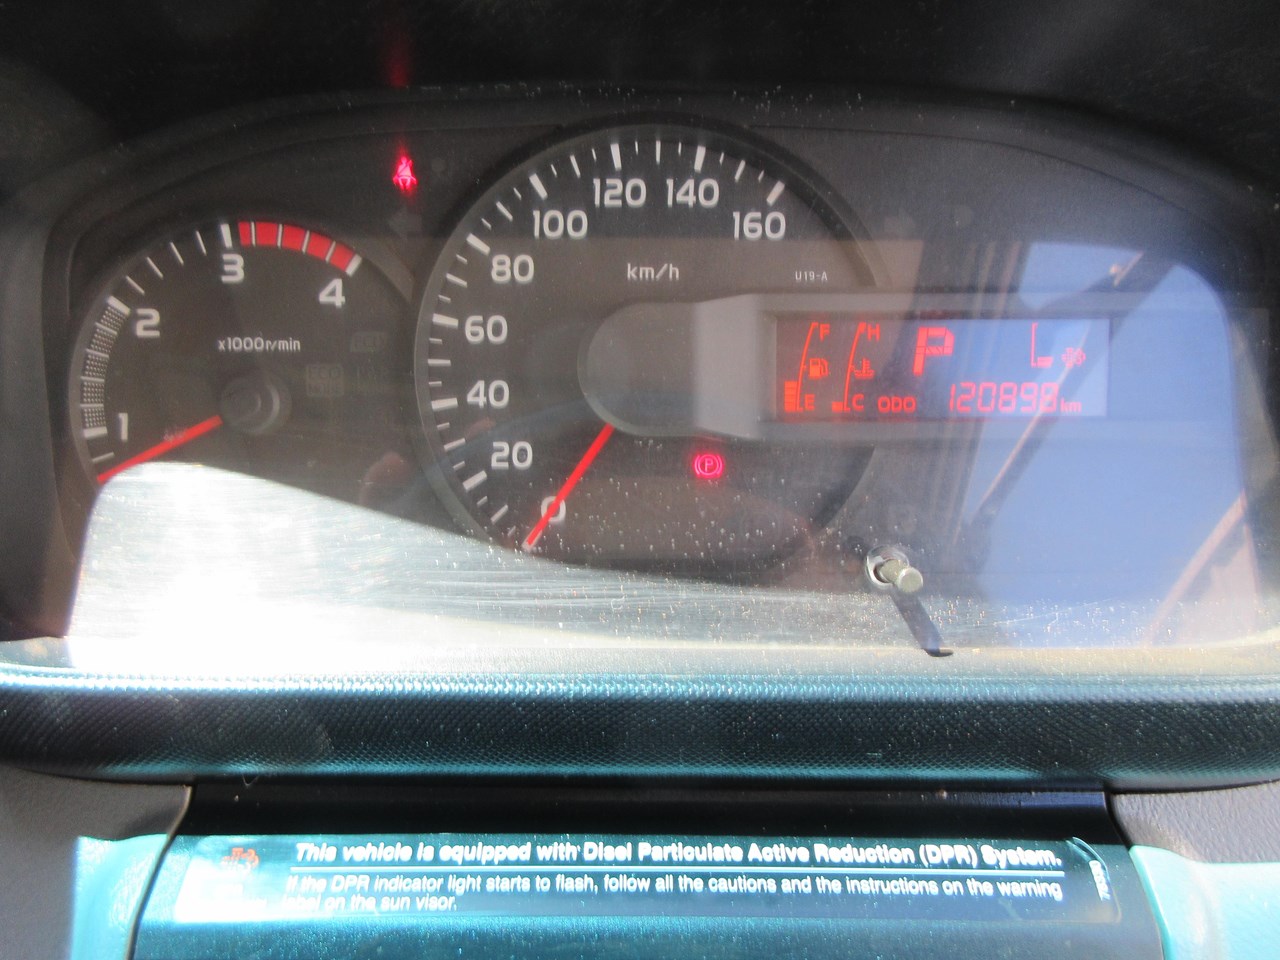 120 140
100 160
80
60
40
20
0
km/h
U19-A
1
2
3
4
x1000r/min
F H P
E C ODO 120898 km
P
This vehicle is equipped with Disel Particulate Active Reduction (DPR) System.
If the DPR indicator light starts to flash, follow all the cautions and the instructions on the warning
label on the sun visor.